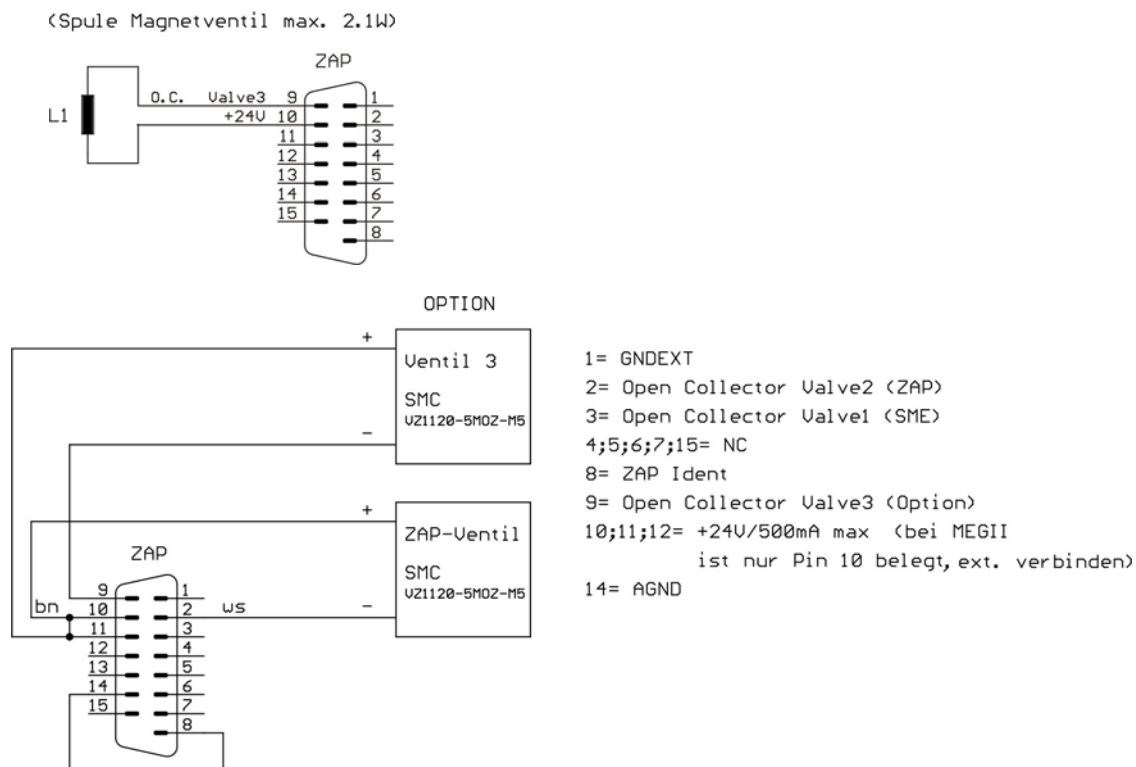 (Spule Magnetventil max. 2.1W)
ZAP
L1
O.C. Valve3 9
+24V 10
11
12
13
14
15
1
2
3
4
5
6
7
8
OPTION
+
Ventil 3
SMC
VZ1120-5MOZ-M5
-
+
ZAP-Ventil
SMC
VZ1120-5MOZ-M5
-
ZAP
bn
ws
9
10
11
12
13
14
15
1
2
3
4
5
6
7
8
1= GNDEXT
2= Open Collector Valve2 (ZAP)
3= Open Collector Valve1 (SME)
4;5;6;7;15= NC
8= ZAP Ident
9= Open Collector Valve3 (Option)
10;11;12= +24V/500mA max (bei MEGII
ist nur Pin 10 belegt, ext. verbinden)
14= AGND